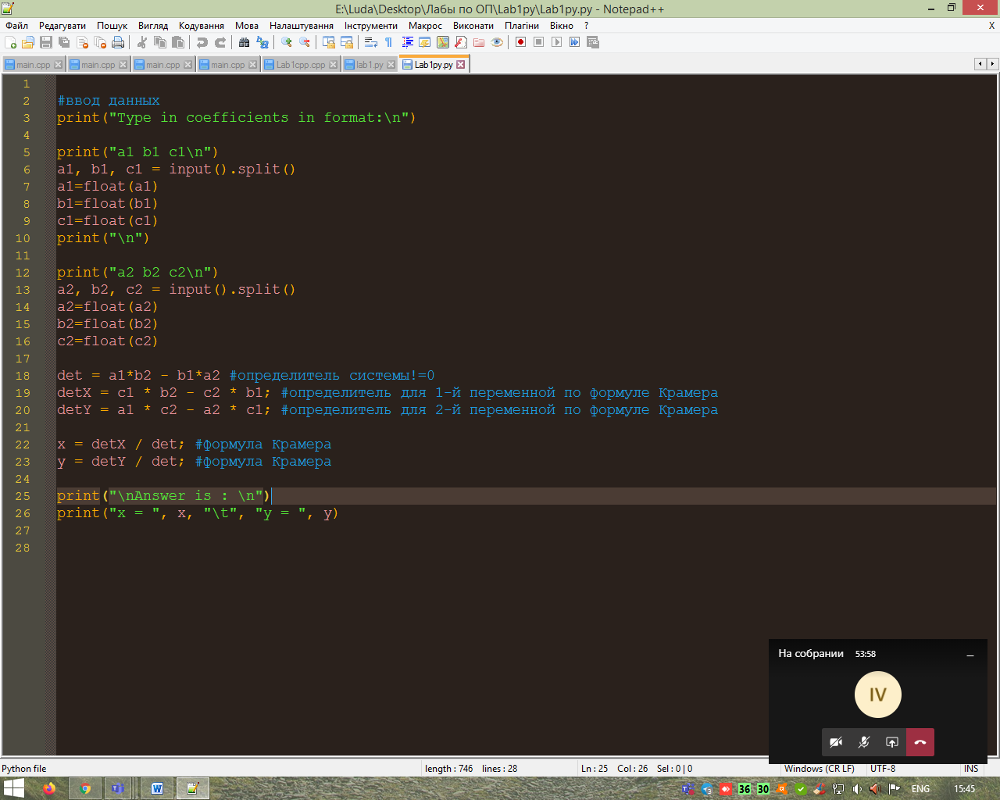 E:\Luda\Desktop\Лабы по ОП\Lab1py\Lab1py.py - Notepad++
Файл Редагувати Пошук Вигляд Кодування Мова Налаштування Інструменти Макрос Виконати Плагіни Вікно ? X
main.cpp main.cpp main.cpp main.cpp Lab1cpp.cpp lab1.py Lab1py.py
1
2 #ввод данных
3 print("Type in coefficients in format:\n")
4
5 print("a1 b1 c1\n")
6 a1, b1, c1 = input().split()
7 a1=float(a1)
8 b1=float(b1)
9 c1=float(c1)
10 print("\n")
11
12 print("a2 b2 c2\n")
13 a2, b2, c2 = input().split()
14 a2=float(a2)
15 b2=float(b2)
16 c2=float(c2)
17
18 det = a1*b2 - b1*a2 #определитель системы!=0
19 detX = c1 * b2 - c2 * b1; #определитель для 1-й переменной по формуле Крамера
20 detY = a1 * c2 - a2 * c1; #определитель для 2-й переменной по формуле Крамера
21
22 x = detX / det; #формула Крамера
23 y = detY / det; #формула Крамера
24
25 print("\nAnswer is : \n")
26 print("x = ", x, "\t", "y = ", y)
27
28
На собрании 53:58
IV
Python file length : 746 lines : 28 Ln : 25 Col : 26 Sel : 0 | 0 Windows (CR LF) UTF-8 INS
36 30 ENG 15:45